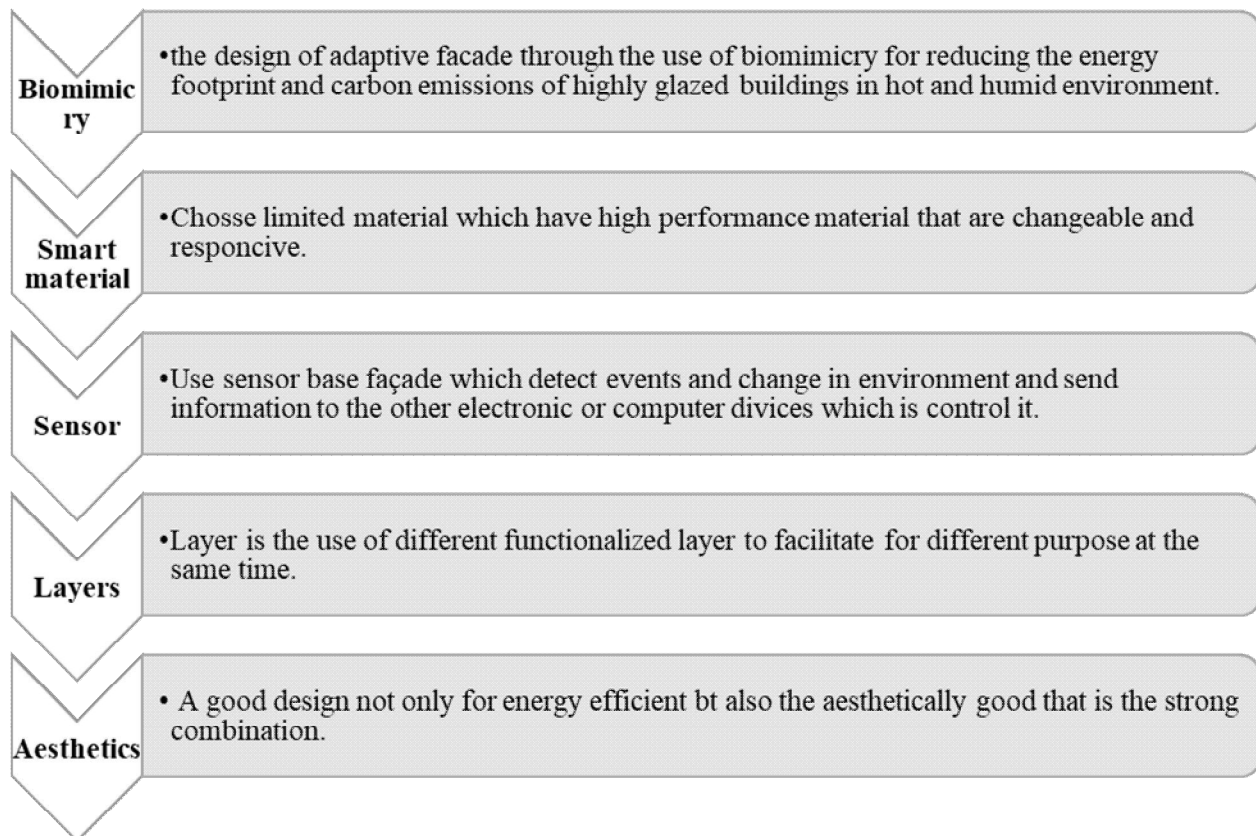 Biomimic
ry
•the design of adaptive facade through the use of biomimicry for reducing the energy
footprint and carbon emissions of highly glazed buildings in hot and humid environment.
Smart
material
•Chosse limited material which have high performance material that are changeable and
responcive.
Sensor
•Use sensor base façade which detect events and change in environment and send
information to the other electronic or computer divices which is control it.
Layers
•Layer is the use of different functionalized layer to facilitate for different purpose at the
same time.
Aesthetics
• A good design not only for energy efficient bt also the aesthetically good that is the strong
combination.